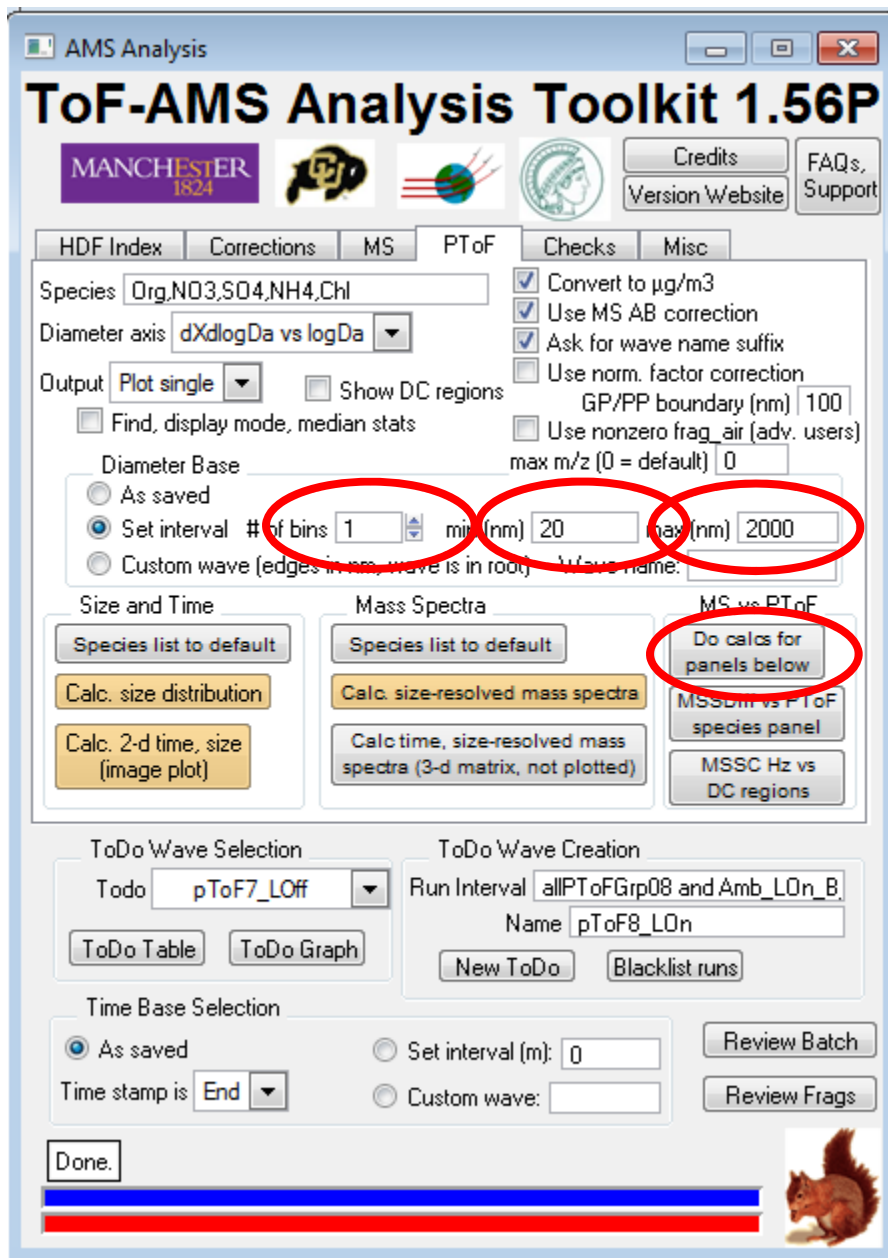 AMS Analysis
ToF-AMS Analysis Toolkit 1.56P
MANCHESTER
1824
CU
Credits
Version Website
FAQs,
Support
HDF Index
Corrections
MS
PToF
Checks
Misc
Species Org,NO3,SO4,NH4,Chl
Diameter axis dXdlogDa vs logDa
Output Plot single
Show DC regions
Find, display mode, median stats
Convert to µg/m3
Use MS AB correction
Ask for wave name suffix
Use norm. factor correction
GP/PP boundary (nm) 100
Use nonzero frag_air (adv. users)
max m/z (0 = default) 0
Diameter Base
As saved
Set interval # of bins 1 min (nm) 20 max (nm) 2000
Custom wave (edges in nm, wave is in root) Wave name:
Size and Time
Species list to default
Calc. size distribution
Calc. 2-d time, size
(image plot)
Mass Spectra
Species list to default
Calc. size-resolved mass spectra
Calc time, size-resolved mass
spectra (3-d matrix, not plotted)
MS vs PToF
Do calcs for
panels below
MSSDiff vs PToF
species panel
MSSC Hz vs
DC regions
ToDo Wave Selection
Todo pToF7_LOff
ToDo Table
ToDo Graph
ToDo Wave Creation
Run Interval allPToFGrp08 and Amb_LOn_B
Name pToF8_LOn
New ToDo
Blacklist runs
Time Base Selection
As saved
Time stamp is End
Set interval (m): 0
Custom wave:
Review Batch
Review Frags
Done.